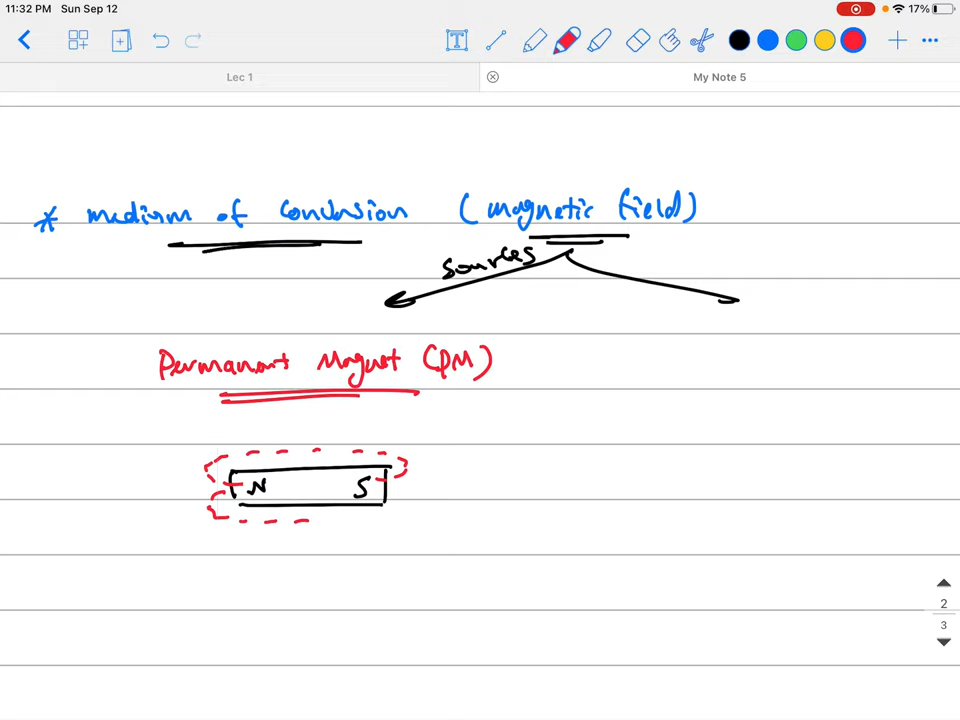 11:32 PM Sun Sep 12 17%
Lec 1 My Note 5
* medium of conversion (magnetic field)
sources
Permanant Magnet (PM)
N S
2
3